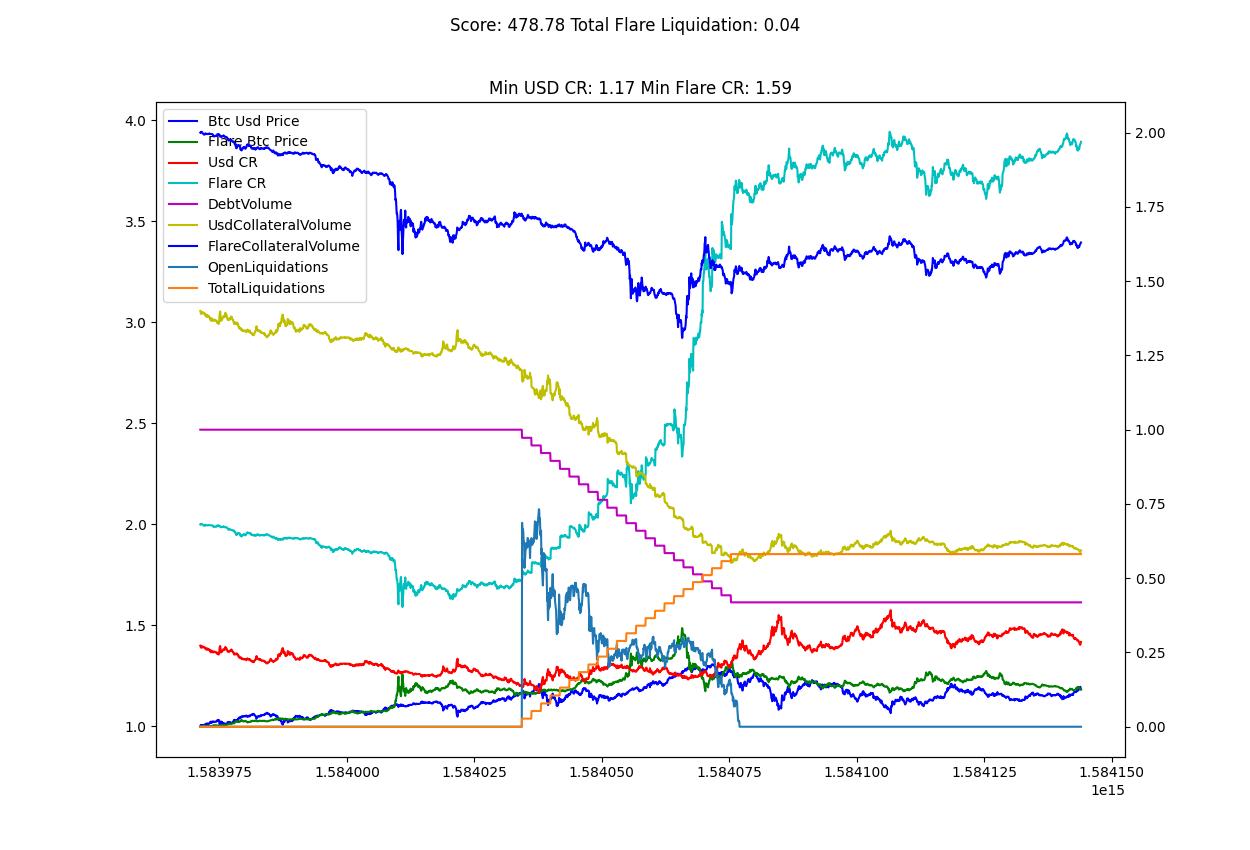 Score: 478.78 Total Flare Liquidation: 0.04
Min USD CR: 1.17 Min Flare CR: 1.59
Btc Usd Price
Flare Btc Price
Usd CR
Flare CR
DebtVolume
UsdCollateralVolume
FlareCollateralVolume
OpenLiquidations
TotalLiquidations
4.0
3.5
3.0
2.5
2.0
1.5
1.0
2.00
1.75
1.50
1.25
1.00
0.75
0.50
0.25
0.00
1.583975 1.584000 1.584025 1.584050 1.584075 1.584100 1.584125 1.584150
1e15